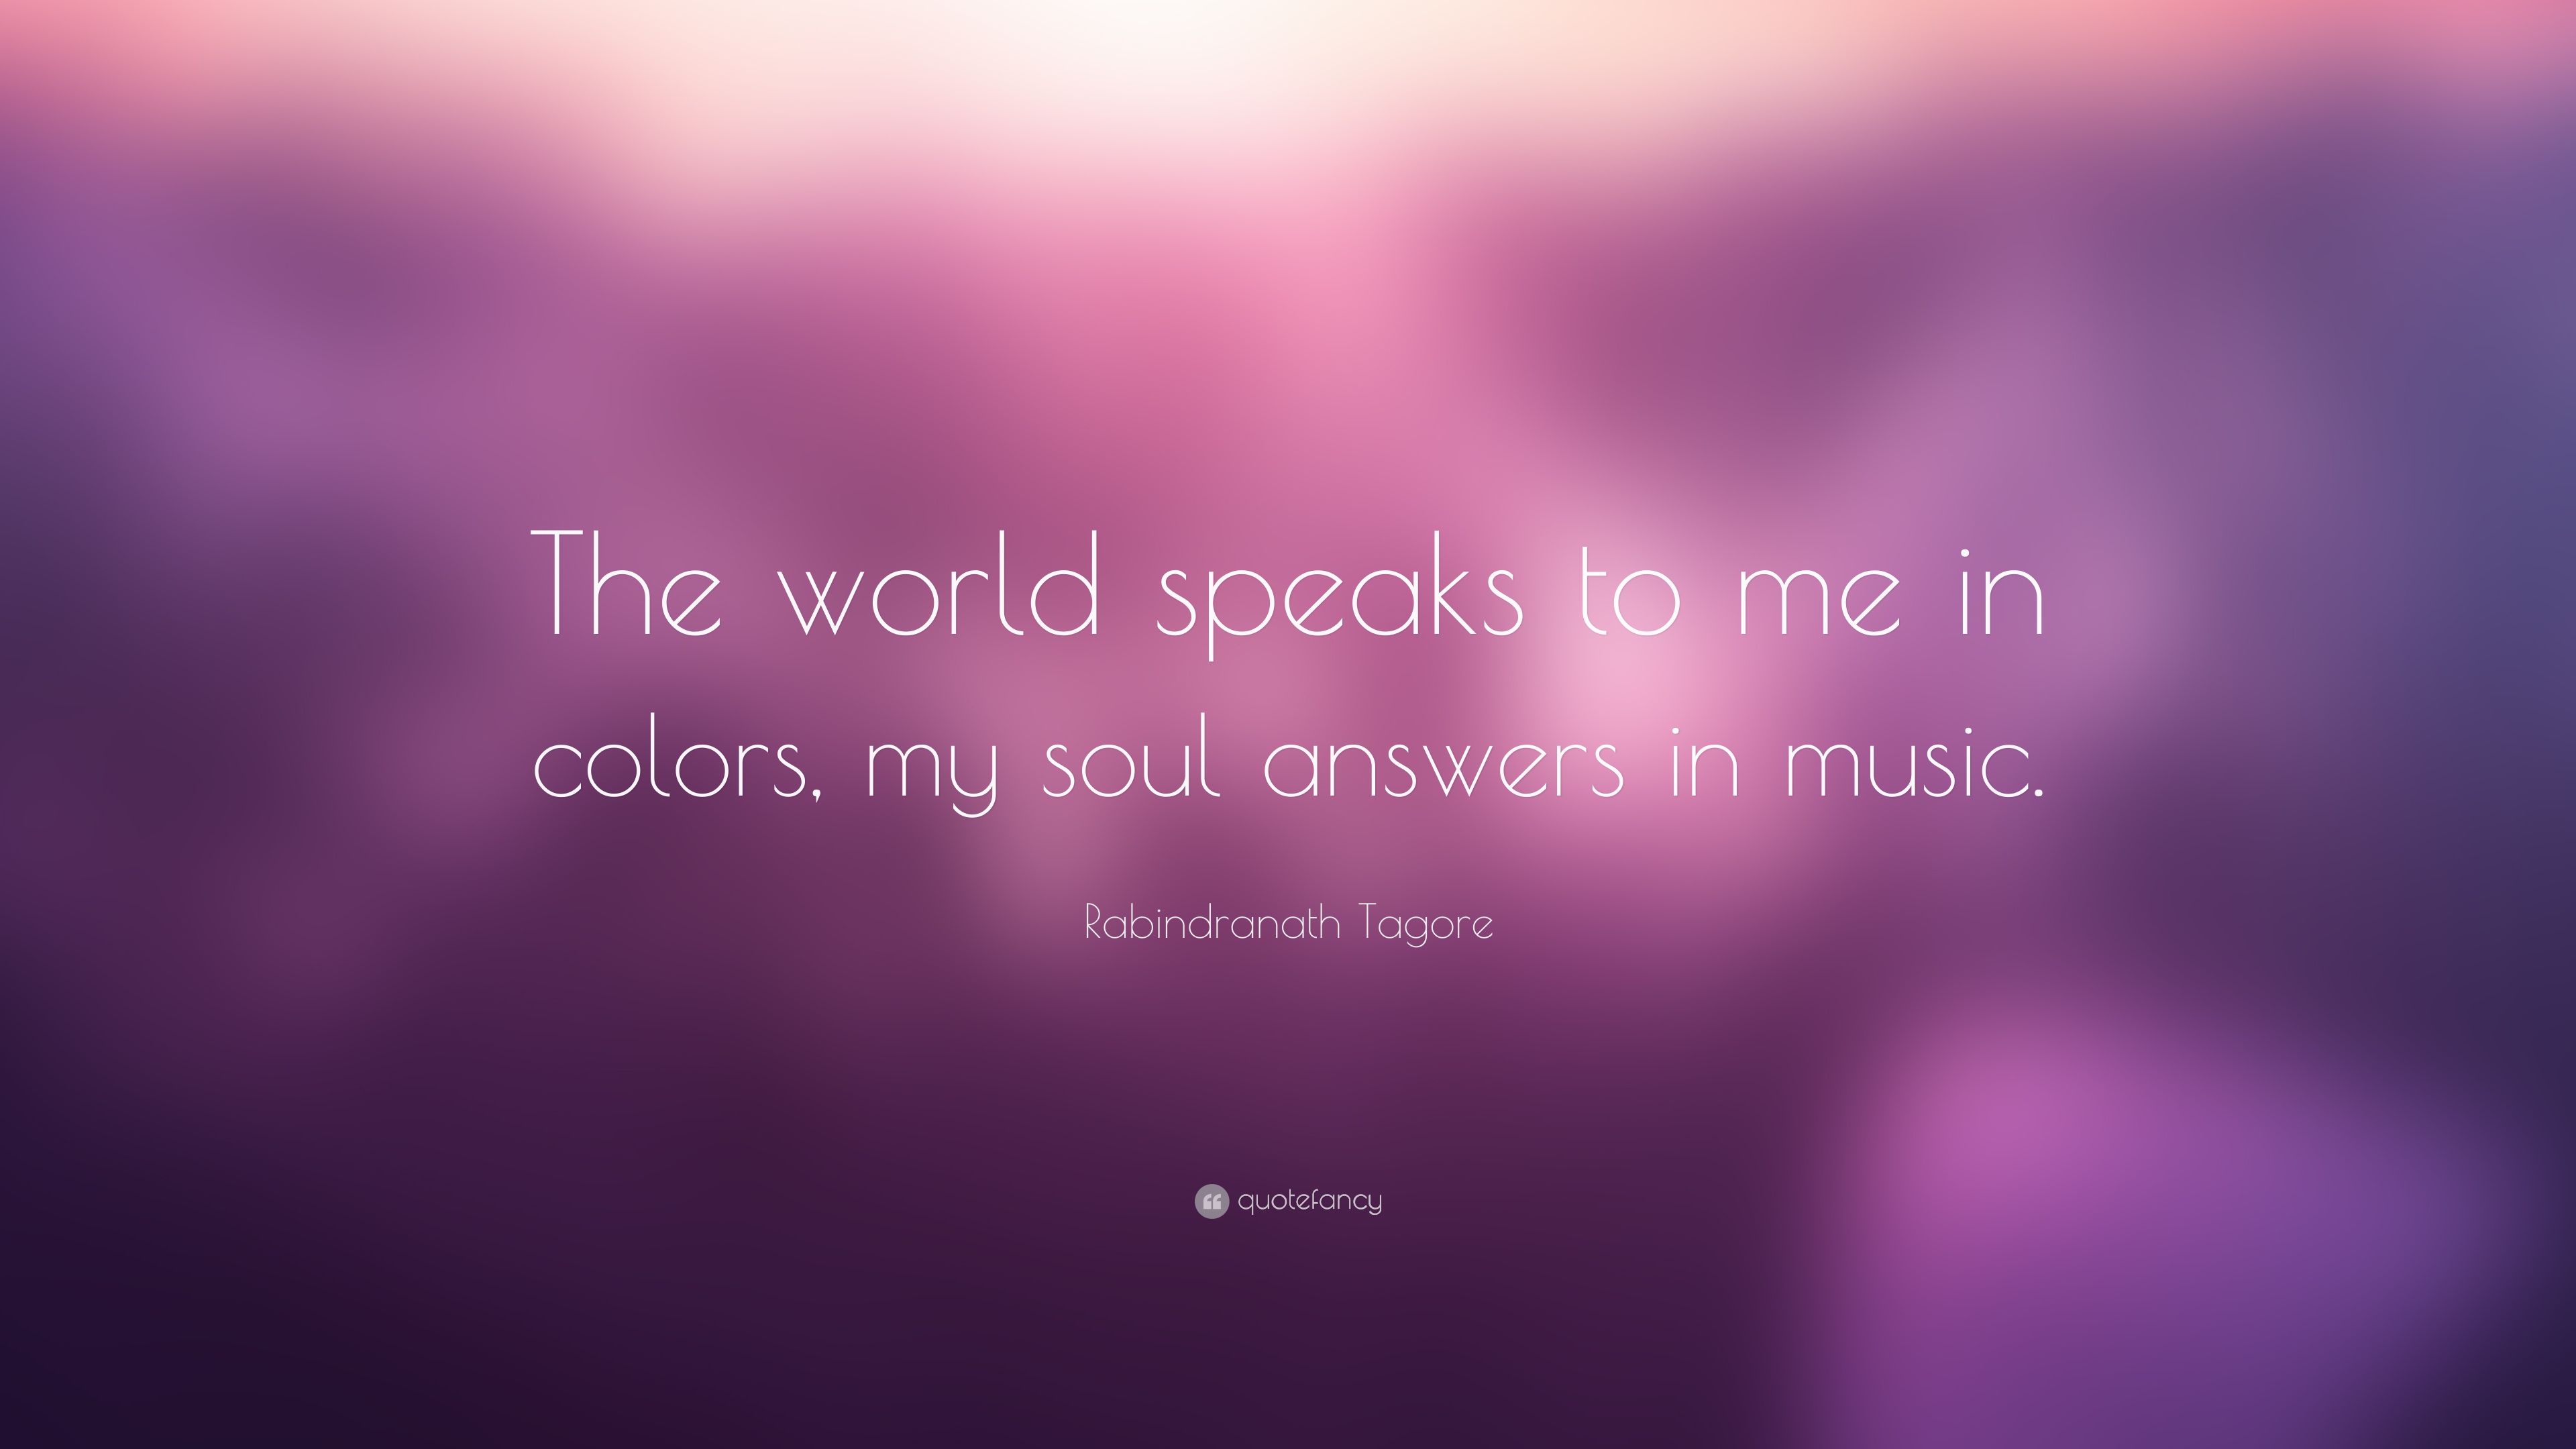 The world speaks to me in
colors, my soul answers in music.
Rabindranath Tagore
quotefancy